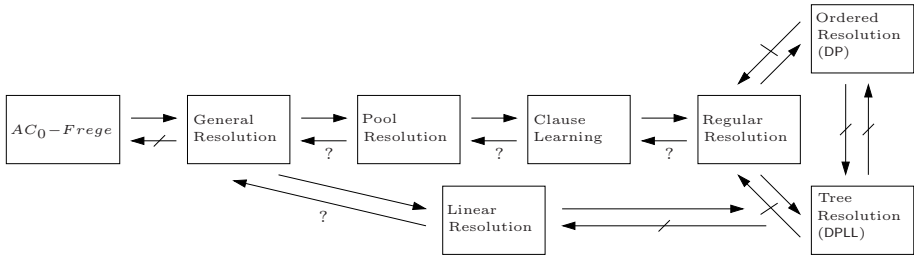 Ordered
Resolution
(DP)
AC0−Frege
General
Resolution
Pool
Resolution
Clause
Learning
Regular
Resolution
?
?
?
?
Linear
Resolution
Tree
Resolution
(DPLL)